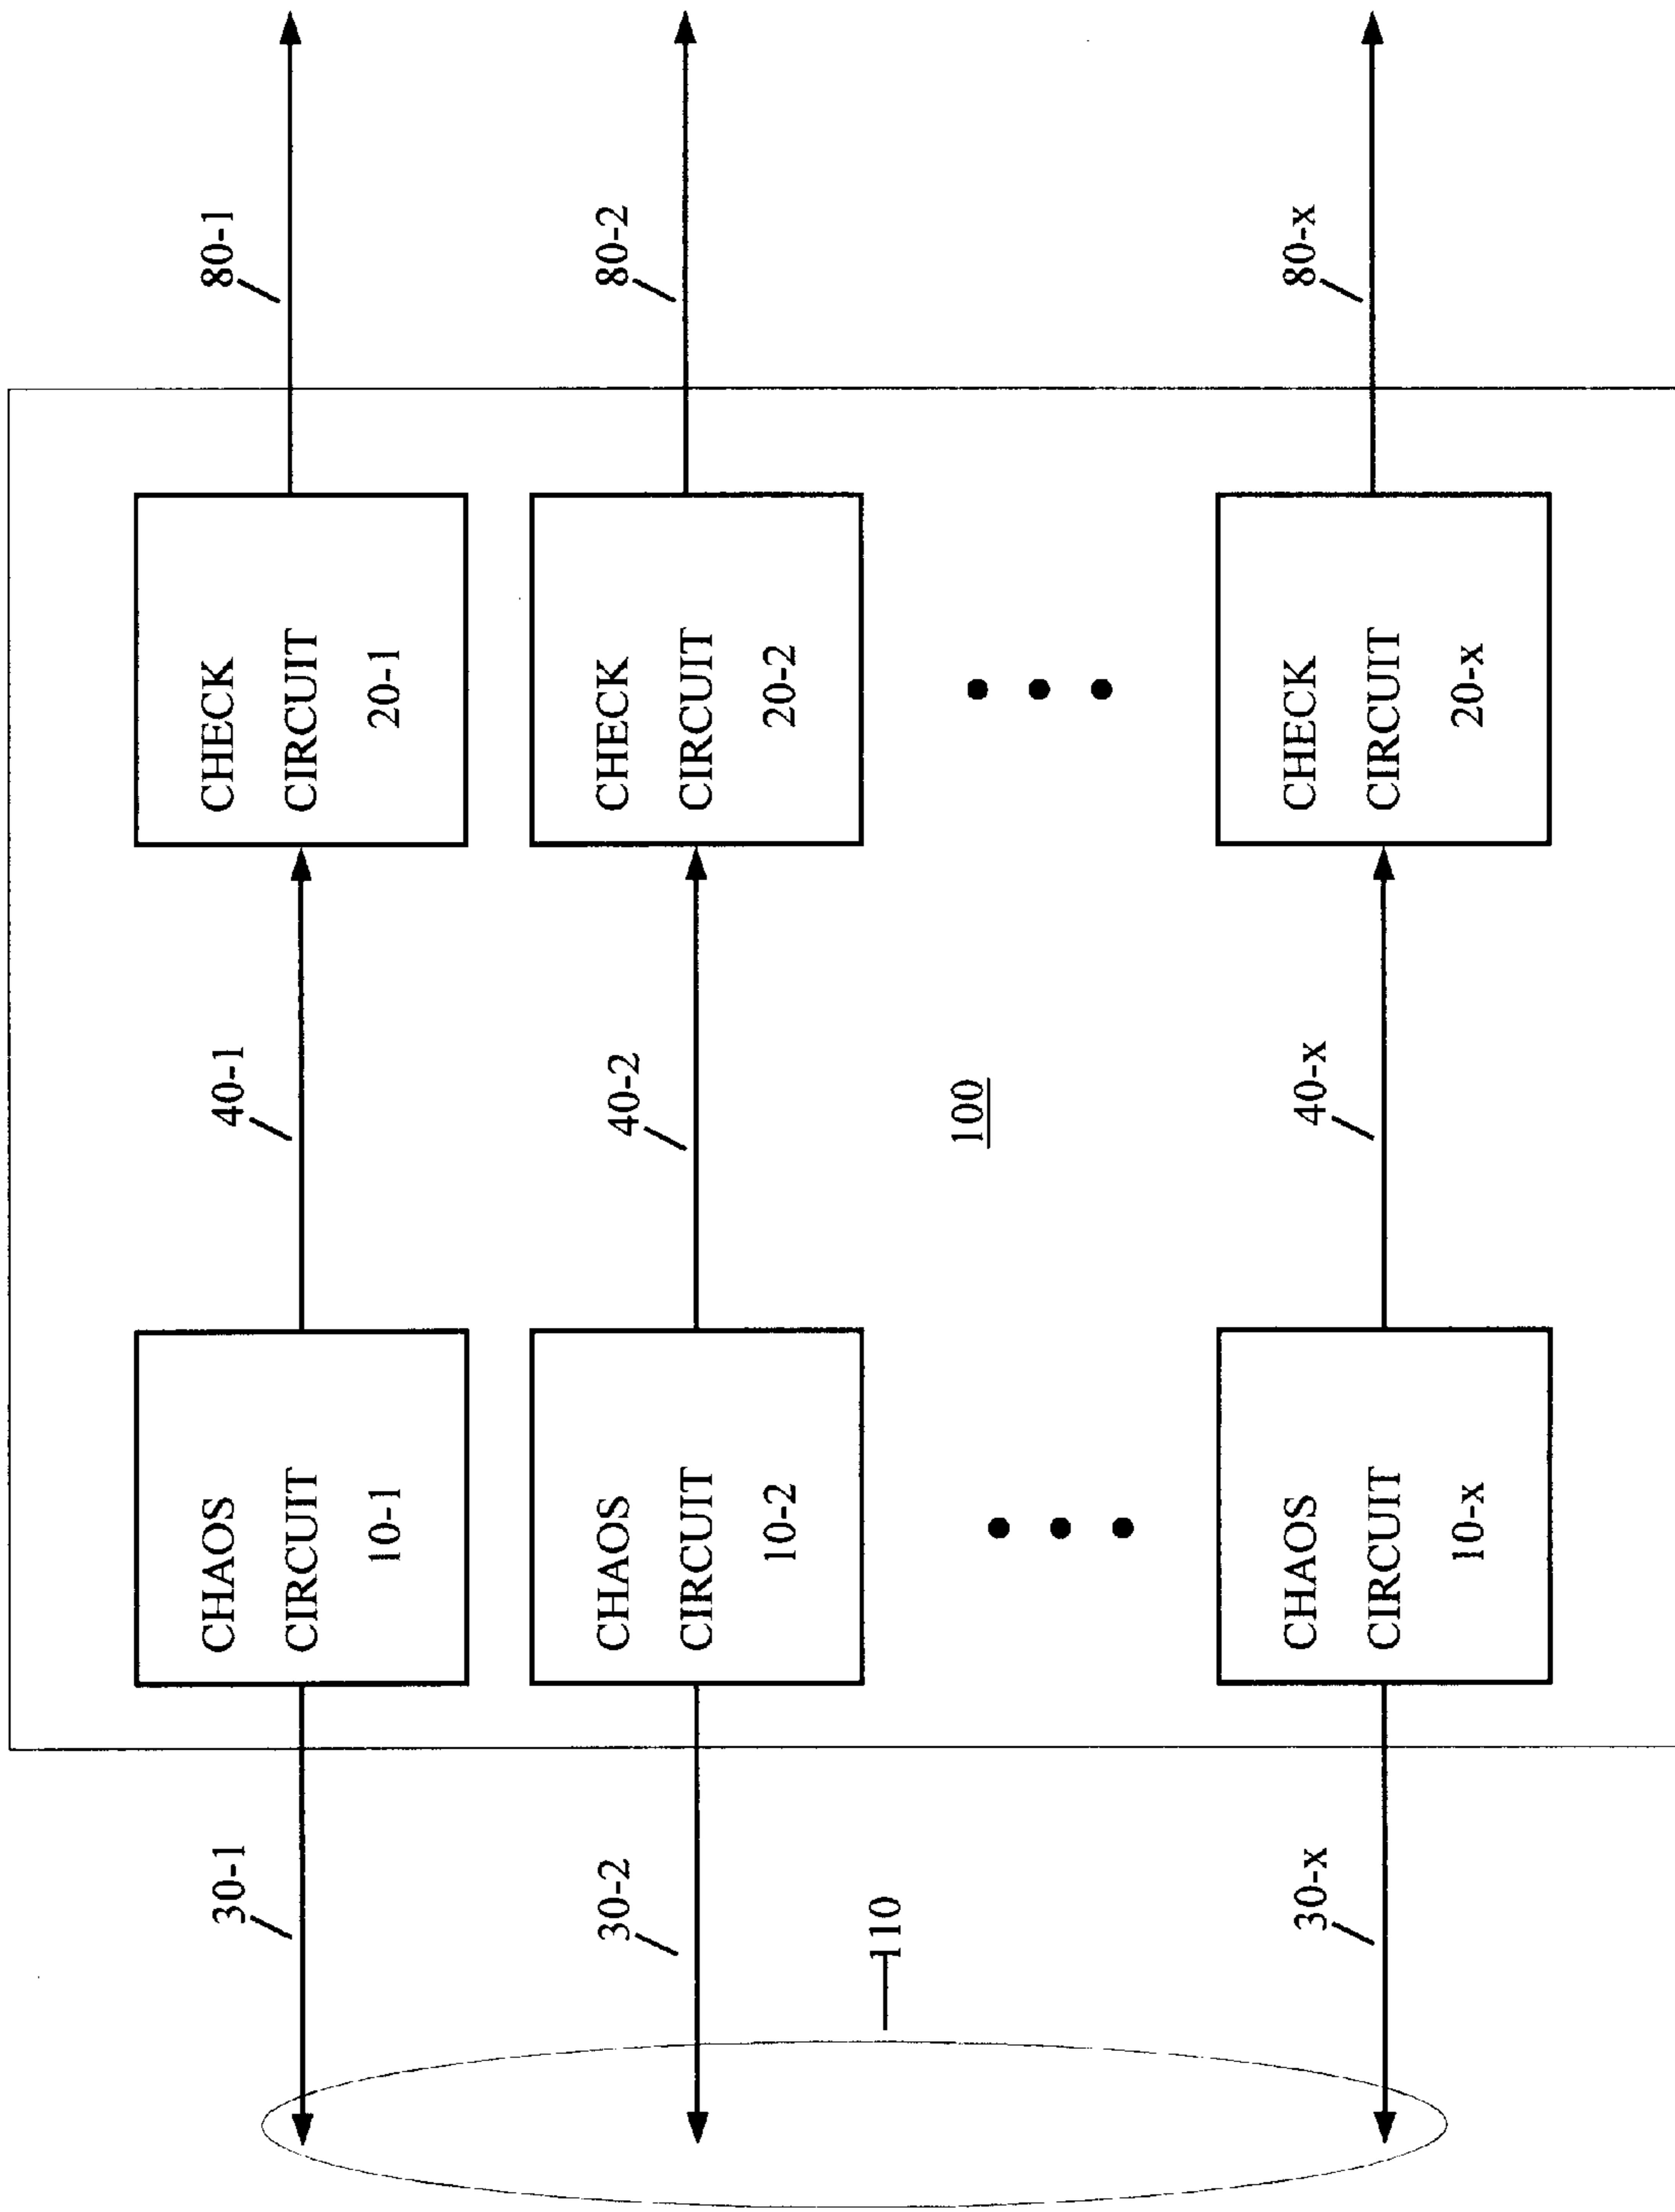 30-1
CHAOS
CIRCUIT
10-1
40-1
CHECK
CIRCUIT
20-1
80-1
30-2
CHAOS
CIRCUIT
10-2
40-2
CHECK
CIRCUIT
20-2
80-2
110
100
30-x
CHAOS
CIRCUIT
10-x
40-x
CHECK
CIRCUIT
20-x
80-x